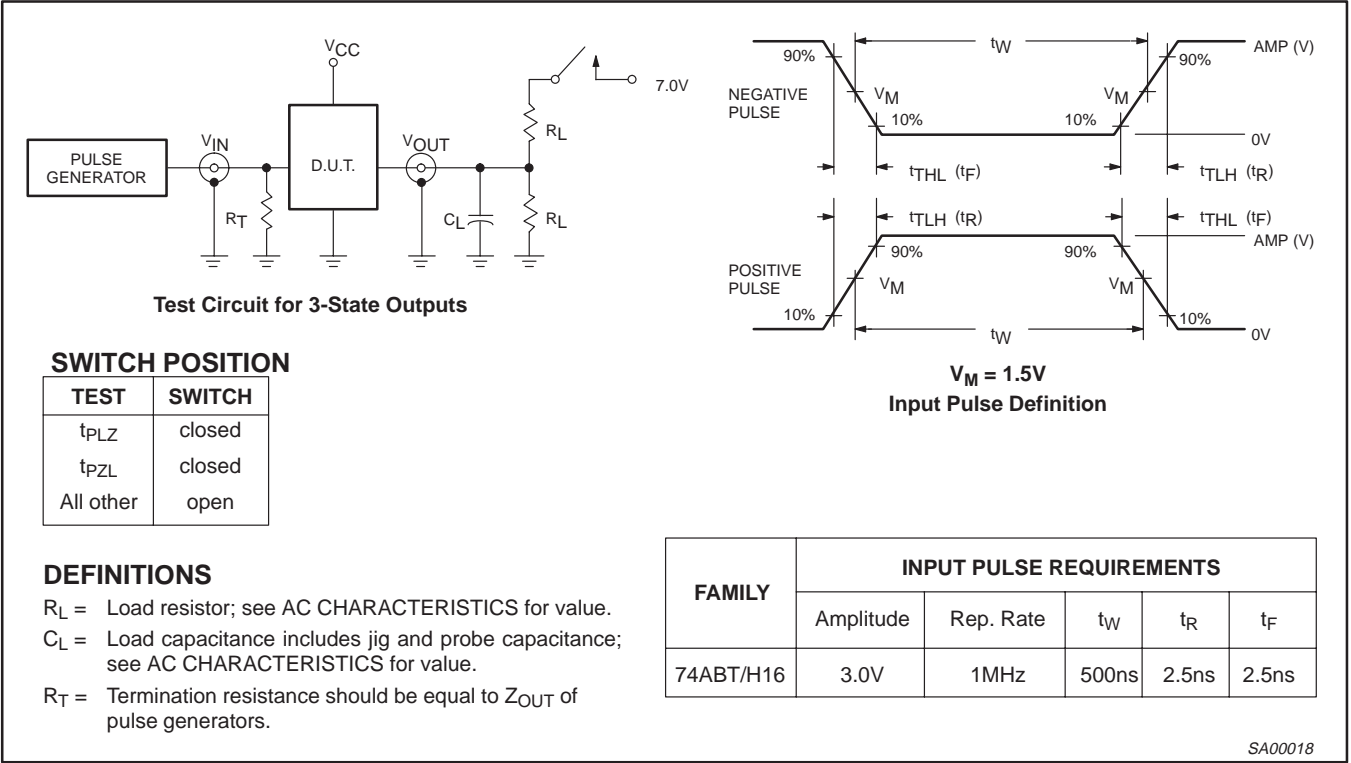 VCC
7.0V
RL
VIN
VOUT
PULSE
GENERATOR
D.U.T.
RT
CL
RL
Test Circuit for 3-State Outputs
90%
tW
90%
AMP (V)
NEGATIVE
PULSE
VM
VM
10%
10%
0V
tTHL (tF)
tTLH (tR)
tTLH (tR)
tTHL (tF)
AMP (V)
90%
90%
POSITIVE
PULSE
VM
VM
10%
10%
tW
0V
VM = 1.5V
Input Pulse Definition
SWITCH POSITION
TEST SWITCH
tPLZ closed
tPZL closed
All other open
DEFINITIONS
RL = Load resistor; see AC CHARACTERISTICS for value.
CL = Load capacitance includes jig and probe capacitance;
see AC CHARACTERISTICS for value.
RT = Termination resistance should be equal to ZOUT of
pulse generators.
FAMILY INPUT PULSE REQUIREMENTS
Amplitude Rep. Rate tW tR tF
74ABT/H16 3.0V 1MHz 500ns 2.5ns 2.5ns
SA00018